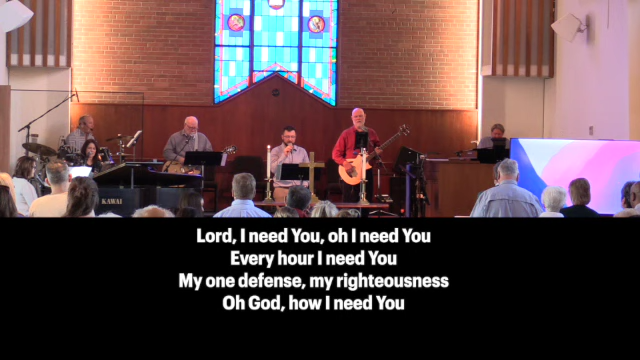 KAWAI
Lord, I need You, oh I need You
Every hour I need You
My one defense, my righteousness
Oh God, how I need You